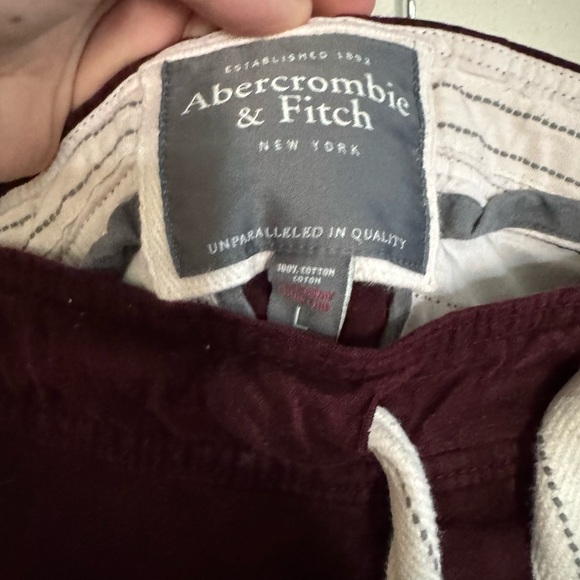 ESTABLISHED 1892
Abercrombie
& Fitch
NEW YORK
UNPARALLELED IN QUALITY
100% COTTON
COTON
L